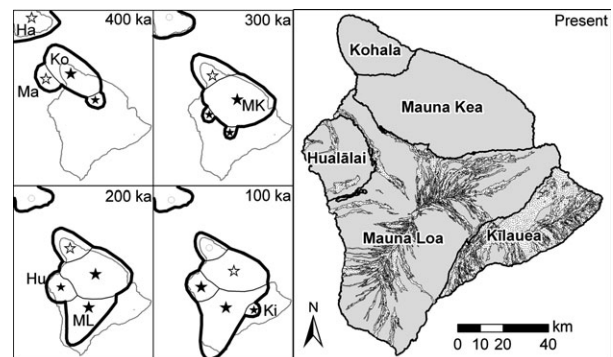 400 ka
Ha
Ko
Ma
300 ka
MK
200 ka
Hu
ML
100 ka
Ki
Present
Kohala
Mauna Kea
Hualālai
Mauna Loa
Kīlauea
N
0 10 20 40
km